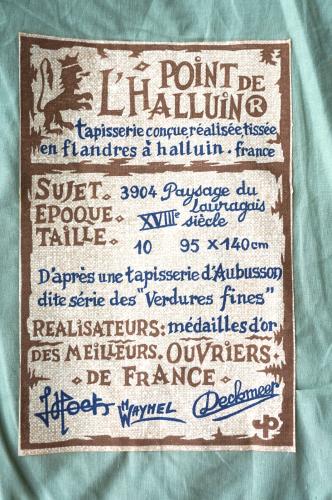 L'POINT DE
HALLUIN®
tapisserie conçue, réalisée, tissée
en flandres à halluin. france
SUJET. 3904 Paysage du
Lauragais
EPOQUE. XVIIIe siècle
TAILLE. 10 95 X 140 cm
D'après une tapisserie d'Aubusson
dite série des "Verdures fines"
REALISATEURS: médailles d'or
DES MEILLEURS. OUVRIERS.
. DE FRANCE .